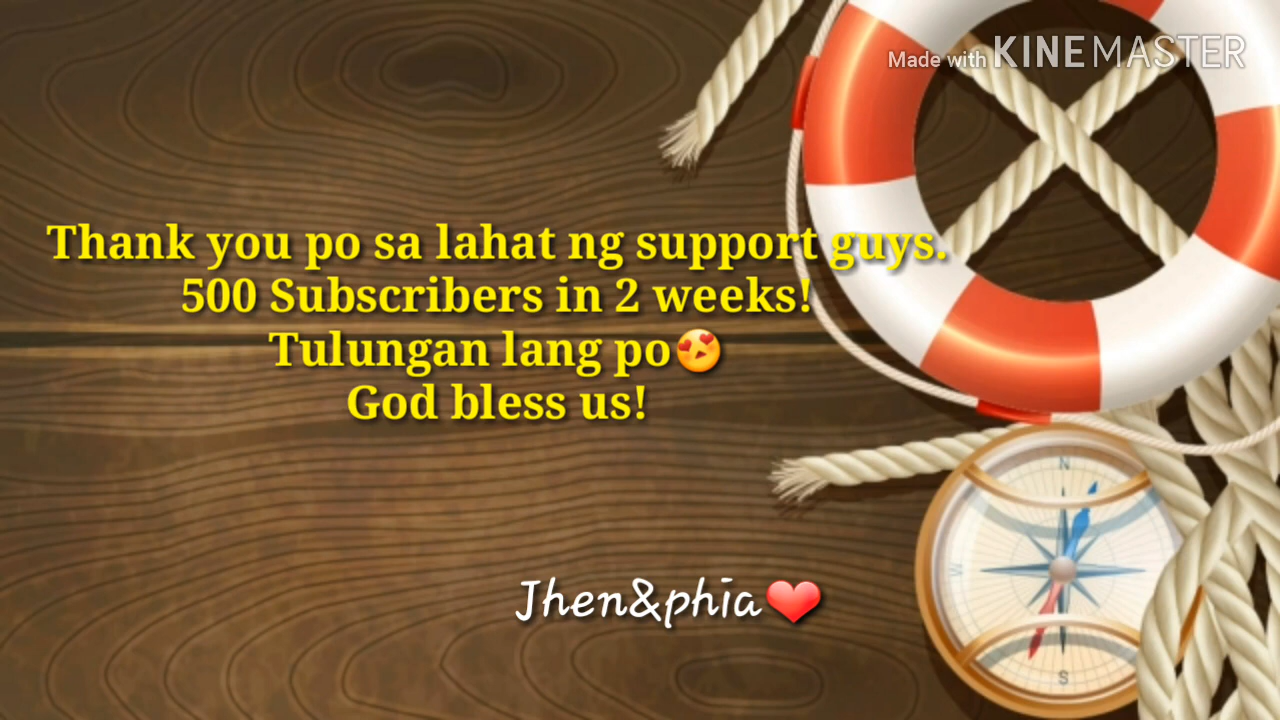 Made with KINEMASTER
Thank you po sa lahat ng support guys.
500 Subscribers in 2 weeks!
Tulungan lang po😍
God bless us!
N
W
S
Jhen&phia❤